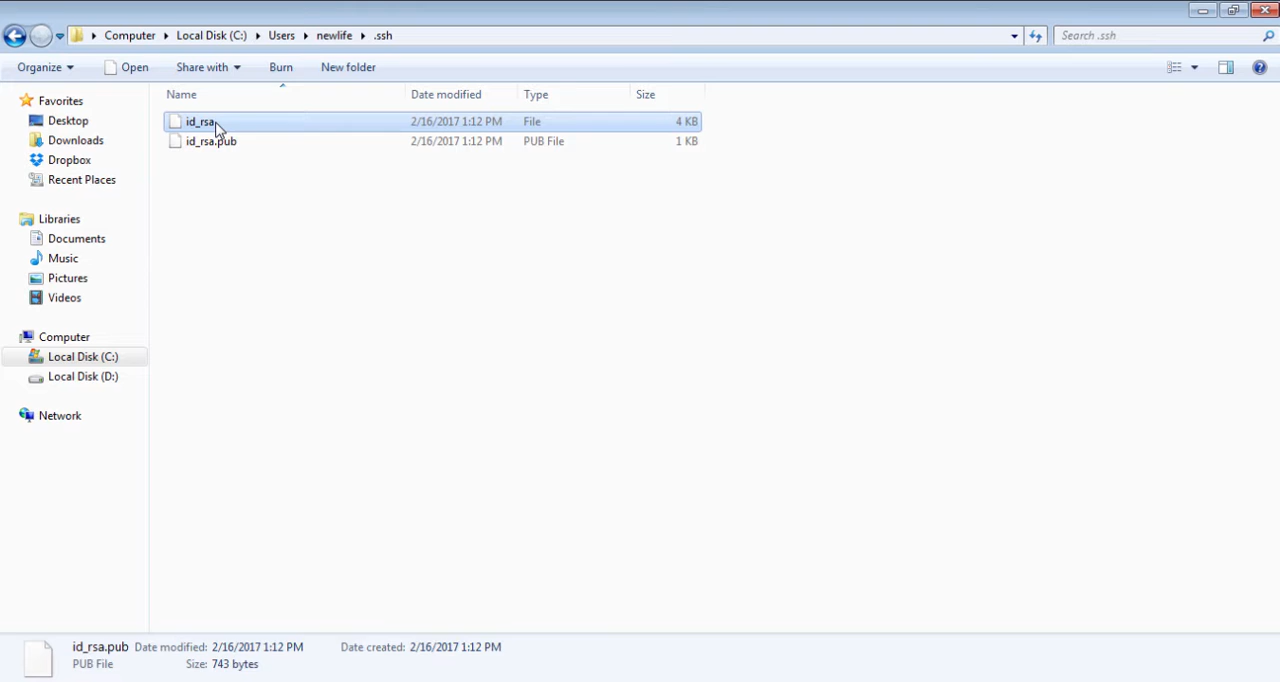 Computer Local Disk (C:) Users newlife .ssh Search .ssh
Organize Open Share with Burn New folder
Name Date modified Type Size
Favorites
Desktop
Downloads
Dropbox
Recent Places
Libraries
Documents
Music
Pictures
Videos
Computer
Local Disk (C:)
Local Disk (D:)
Network
id_rsa 2/16/2017 1:12 PM File 4 KB
id_rsa.pub 2/16/2017 1:12 PM PUB File 1 KB
id_rsa.pub Date modified: 2/16/2017 1:12 PM Date created: 2/16/2017 1:12 PM
PUB File Size: 743 bytes